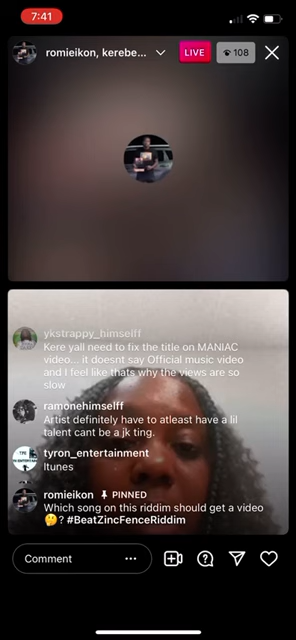 7:41
romieikon, kerebe...
LIVE
108
ykstrappy_himselff
Kere yall need to fix the title on MANIAC
video... it doesnt say Official music video
and I feel like thats why the views are so
slow
ramonehimselff
Artist definitely have to atleast have a lil
talent cant be a jk ting.
tyron_entertainment
Itunes
romieikon PINNED
Which song on this riddim should get a video
🤔? #BeatZincFenceRiddim
Comment